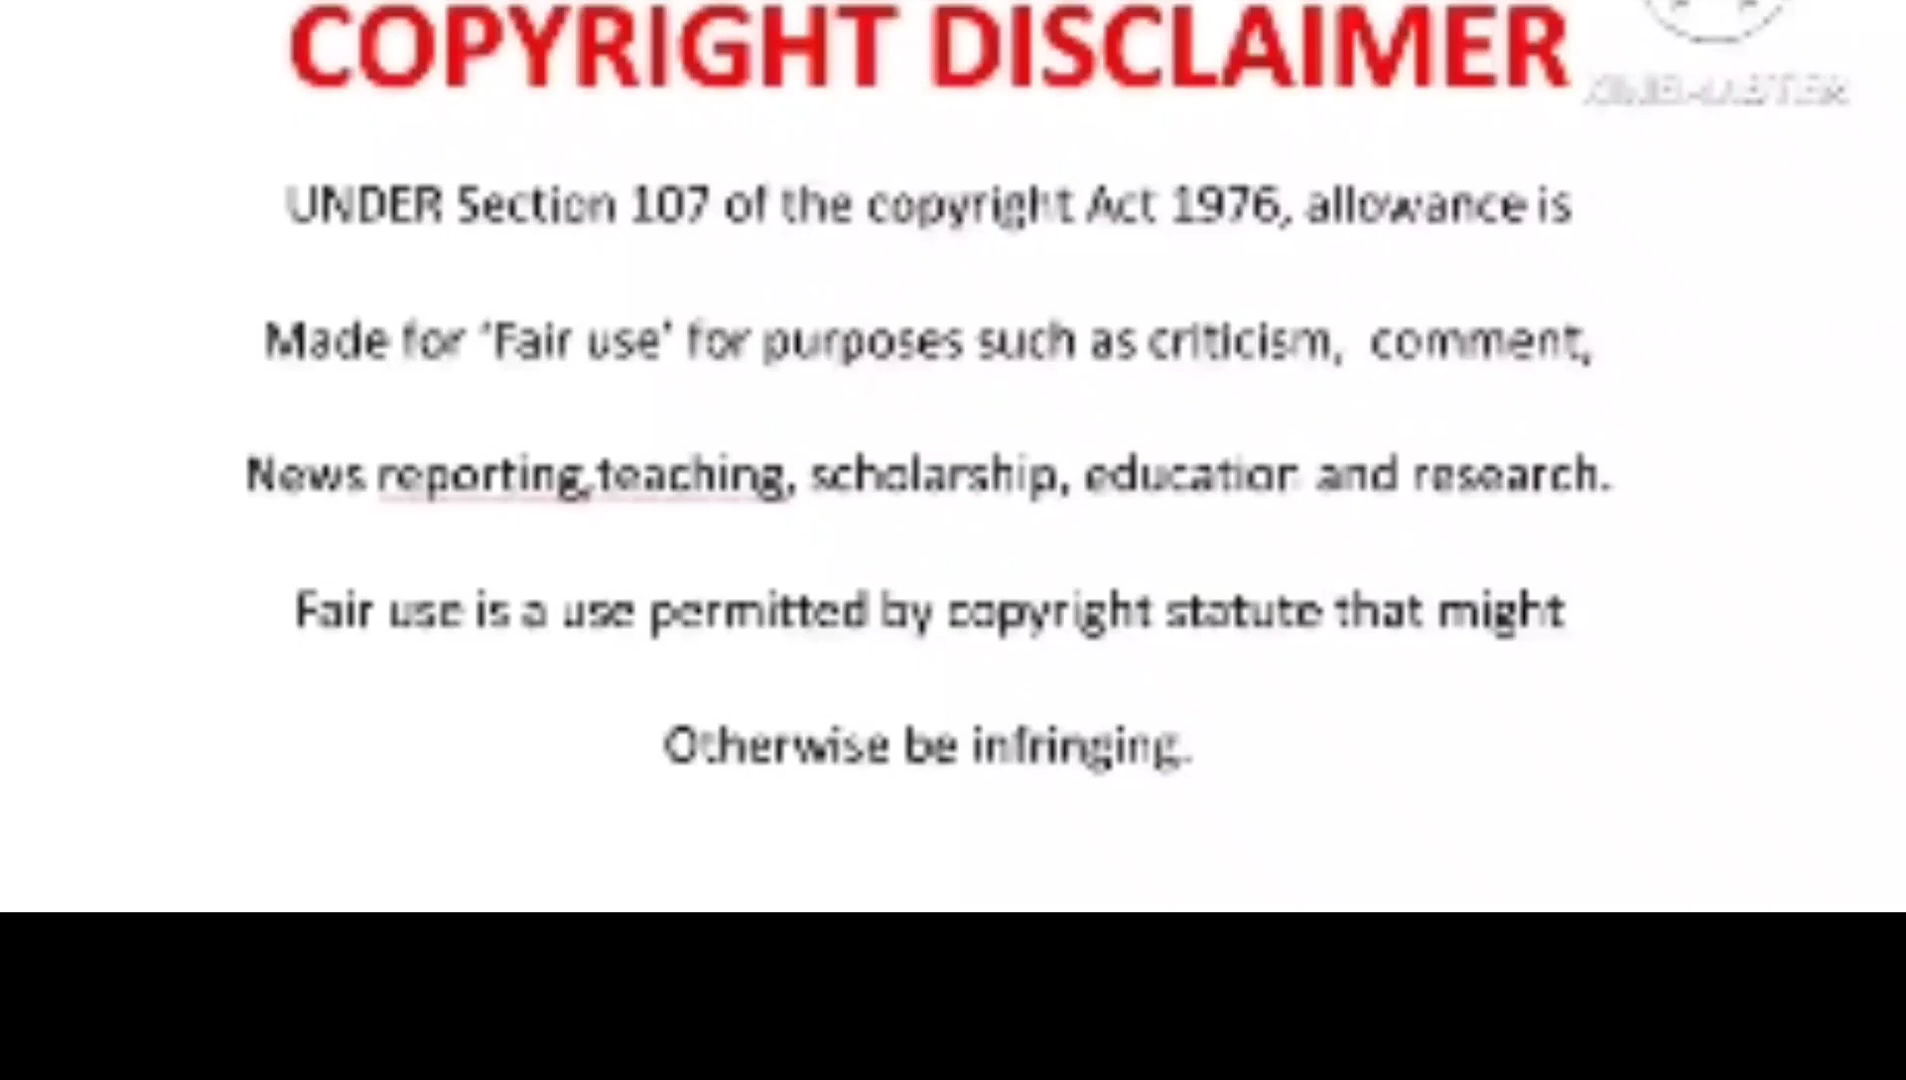 COPYRIGHT DISCLAIMER
KINEMASTER
UNDER Section 107 of the copyright Act 1976, allowance is
Made for ‘Fair use’ for purposes such as criticism,  comment,
News reporting,teaching, scholarship, education and research.
Fair use is a use permitted by copyright statute that might
Otherwise be infringing.